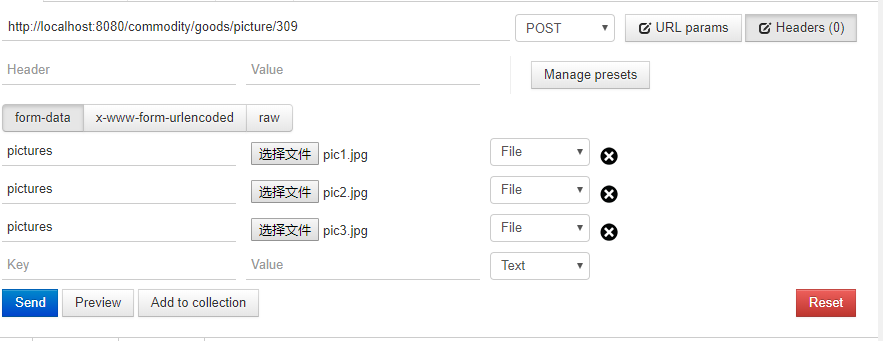 http://localhost:8080/commodity/goods/picture/309 POST URL params Headers (0)
Header Value Manage presets
form-data x-www-form-urlencoded raw
pictures 选择文件 pic1.jpg File
pictures 选择文件 pic2.jpg File
pictures 选择文件 pic3.jpg File
Key Value Text
Send Preview Add to collection Reset